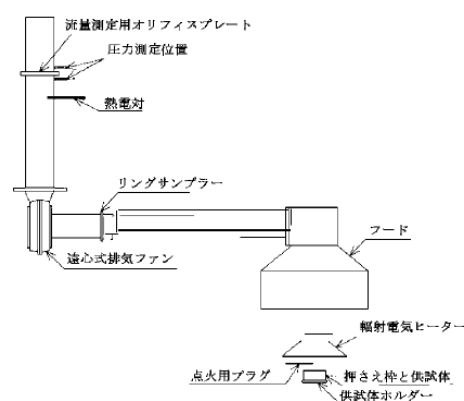 流量測定用オリフィスプレート
圧力測定位置
熱電対
リングサンプラー
フード
遠心式排気ファン
輻射電気ヒーター
点火用プラグ
押さえ枠と供試体
供試体ホルダー